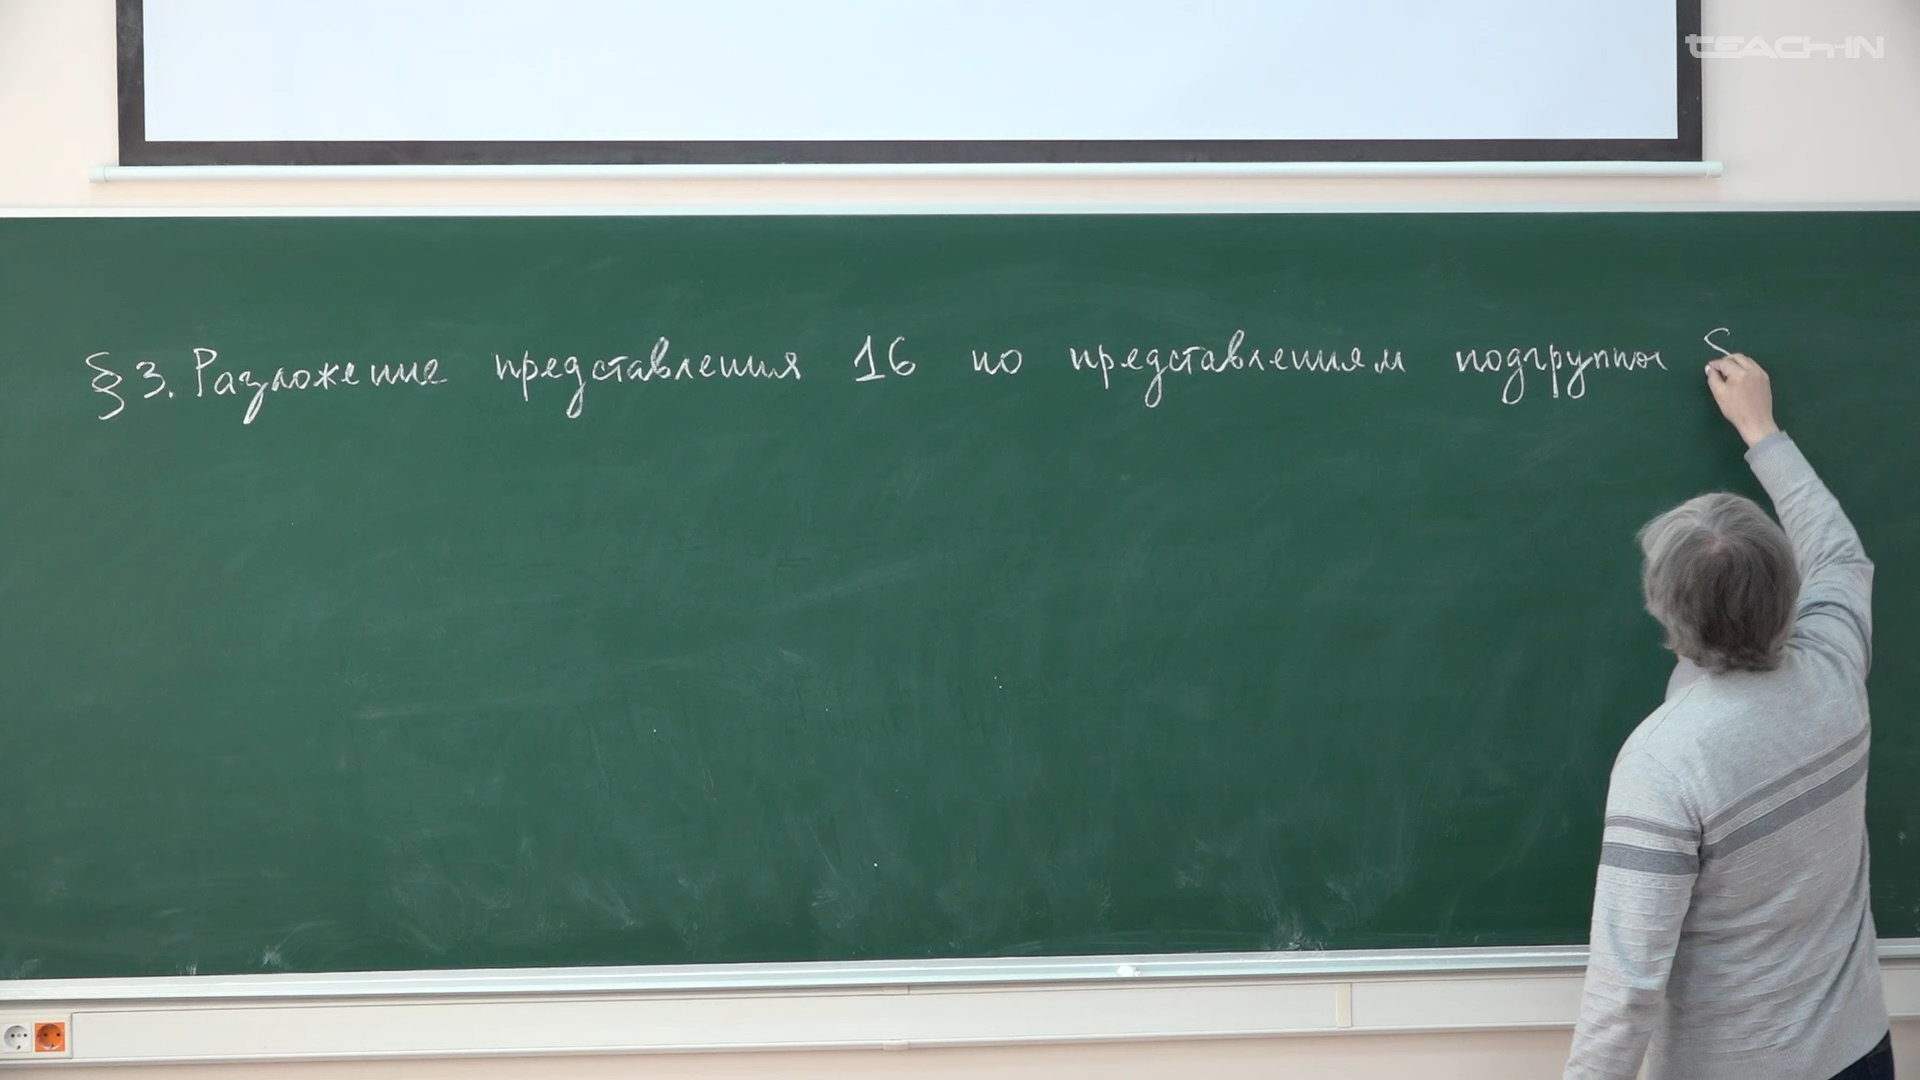 TEACH-IN
§3. Разложение представления 16 по представлениям подгруппы S